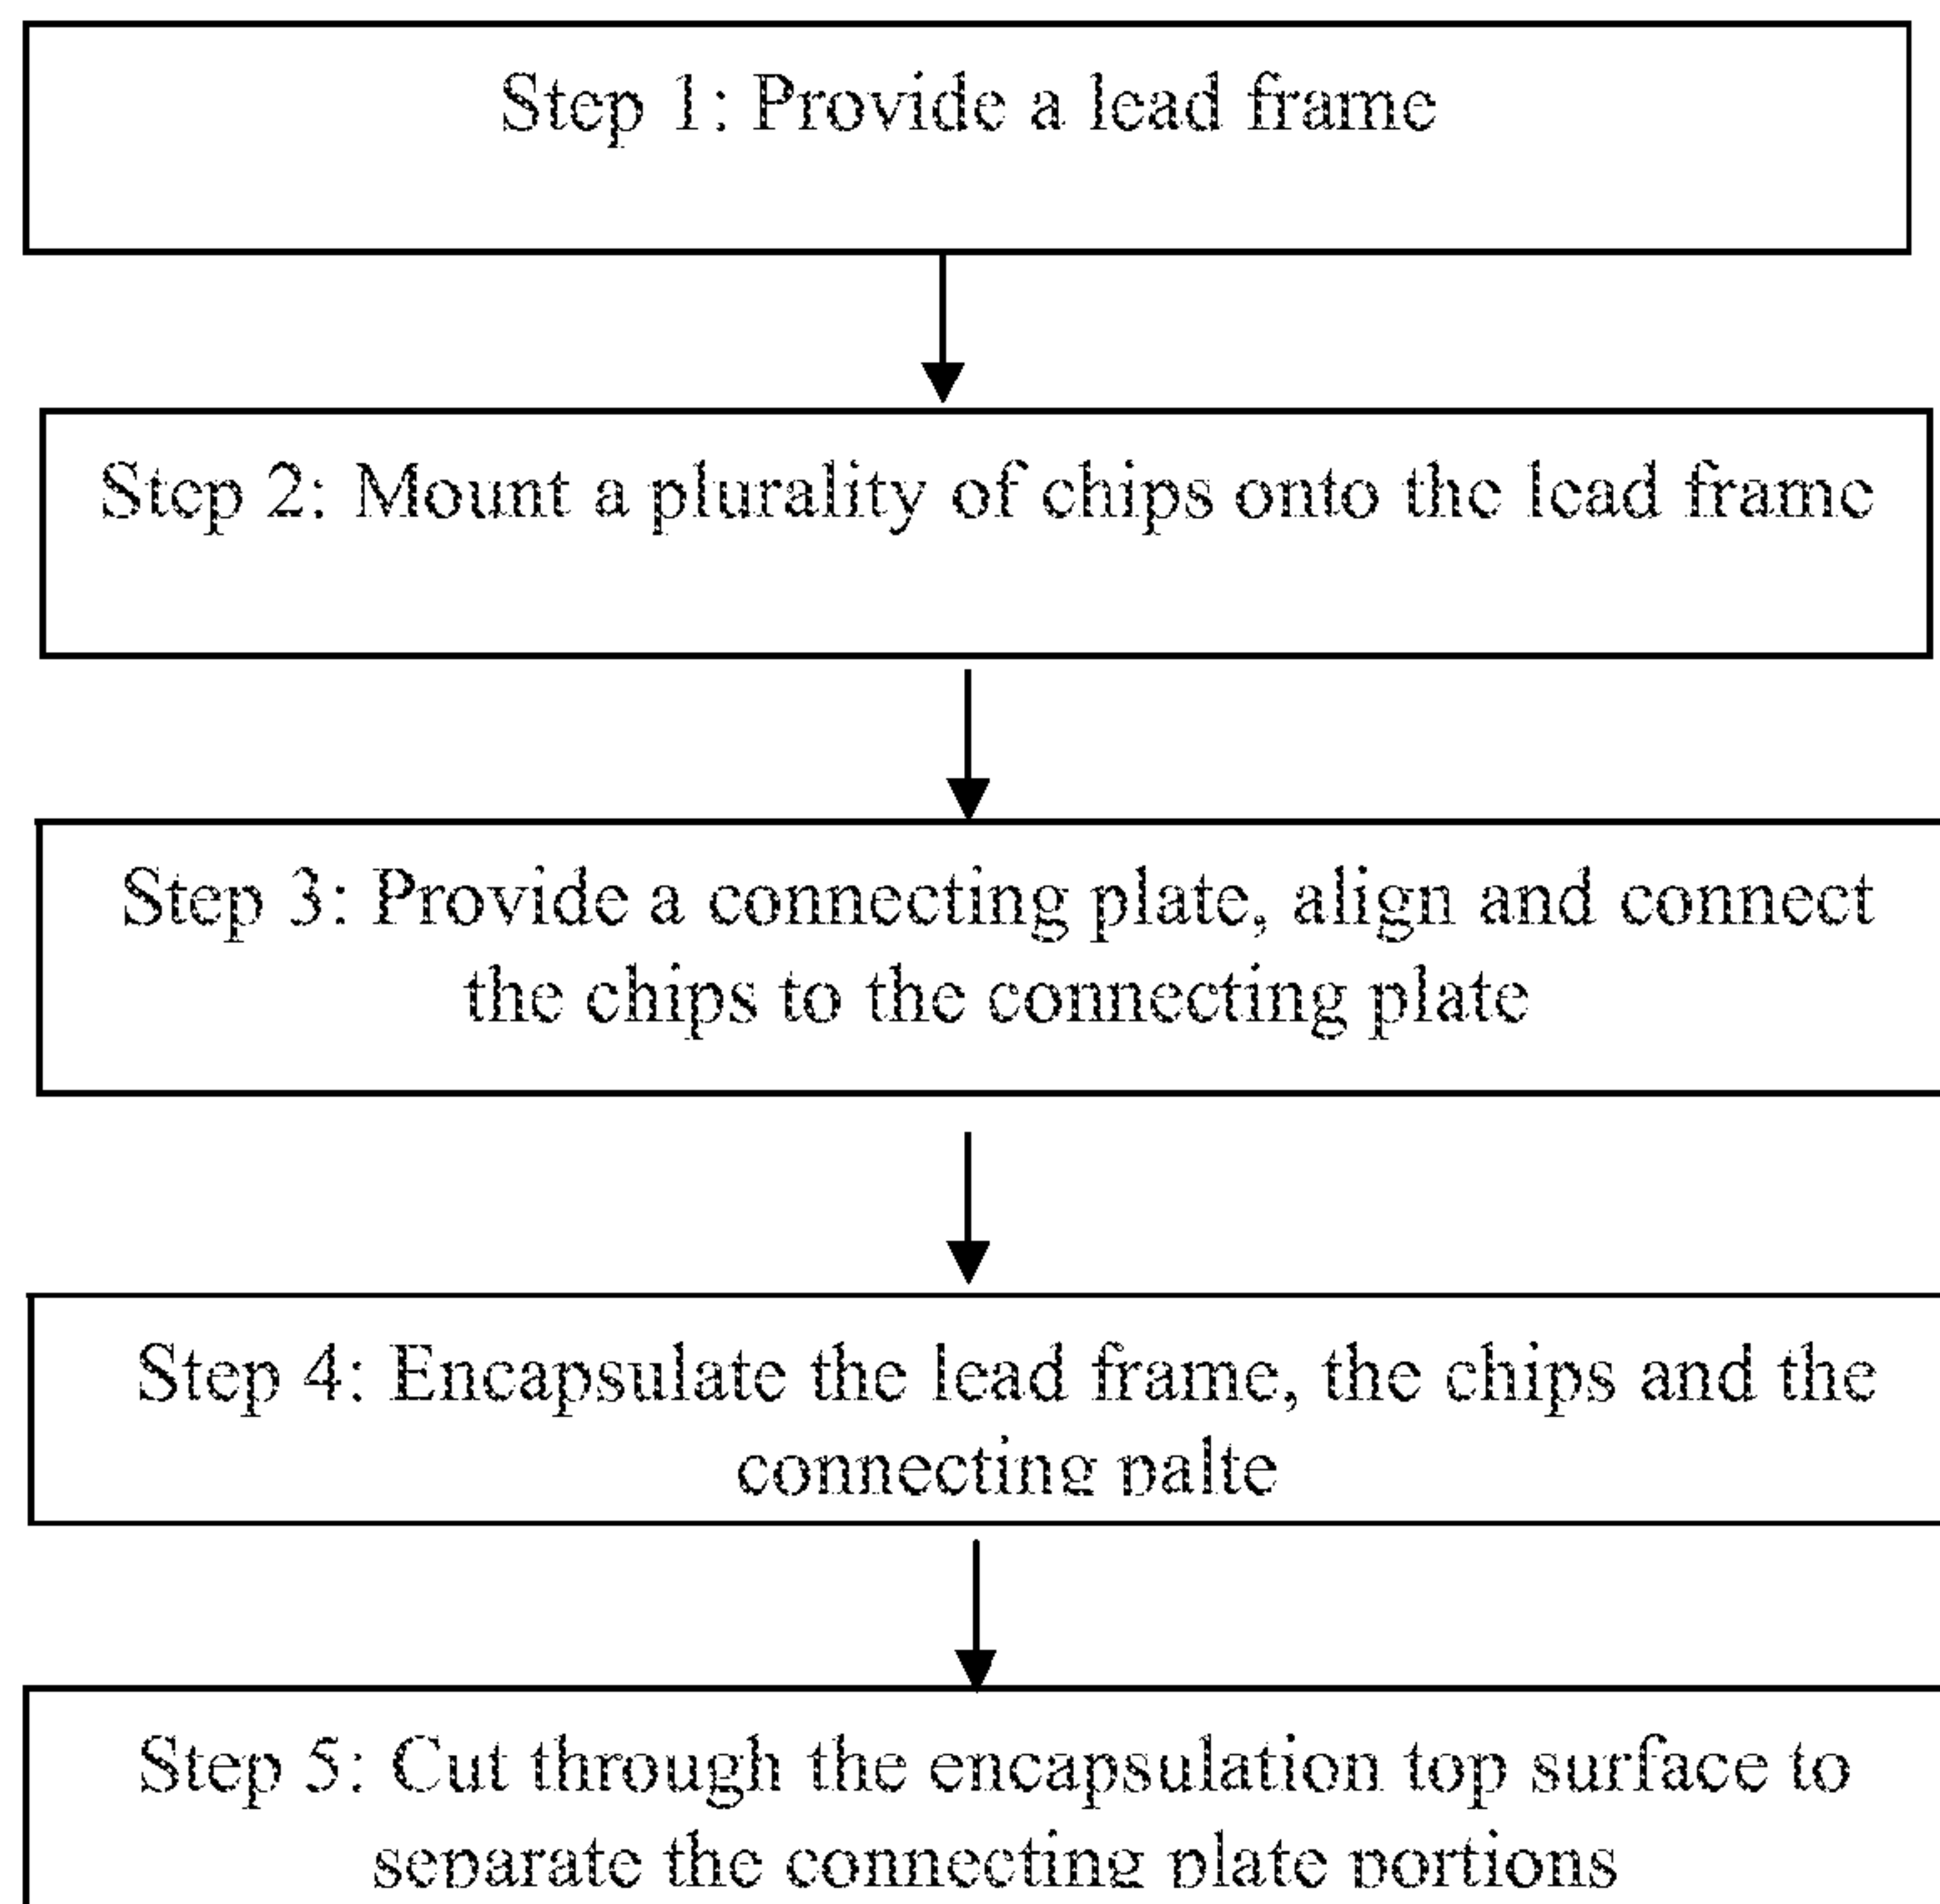 Step 1: Provide a lead frame
Step 2: Mount a plurality of chips onto the lead frame
Step 3: Provide a connecting plate, align and connect
the chips to the connecting plate
Step 4: Encapsulate the lead frame, the chips and the
connecting palte
Step 5: Cut through the encapsulation top surface to
separate the connecting plate portions